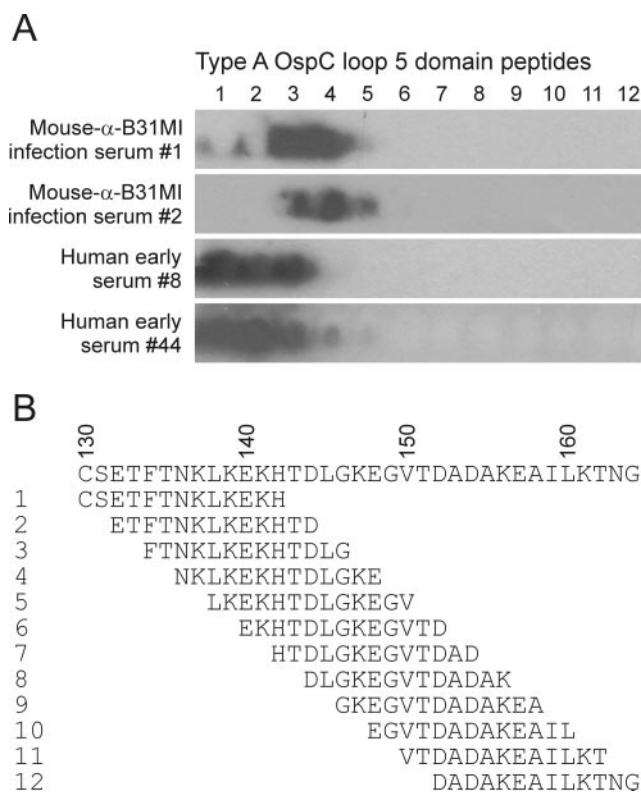 A
Type A OspC loop 5 domain peptides
1 2 3 4 5 6 7 8 9 10 11 12
Mouse-α-B31MI
infection serum #1
Mouse-α-B31MI
infection serum #2
Human early
serum #8
Human early
serum #44
B
130 140 150 160
CSETFTNKLKEKHTDLGKEGVTDADAKEAILKTNG
1 CSETFTNKLKEKH
2 ETFTNKLKEKHTD
3 FTNKLKEKHTDLG
4 NKLKEKHTDLGKE
5 LKEKHTDLGKEGV
6 EKHTDLGKEGVTD
7 HTDLGKEGVTDAD
8 DLGKEGVTDADAK
9 GKEGVTDADAKEA
10 EGVTDADAKEAIL
11 VTDADAKEAILKT
12 DADAKEAILKTNG